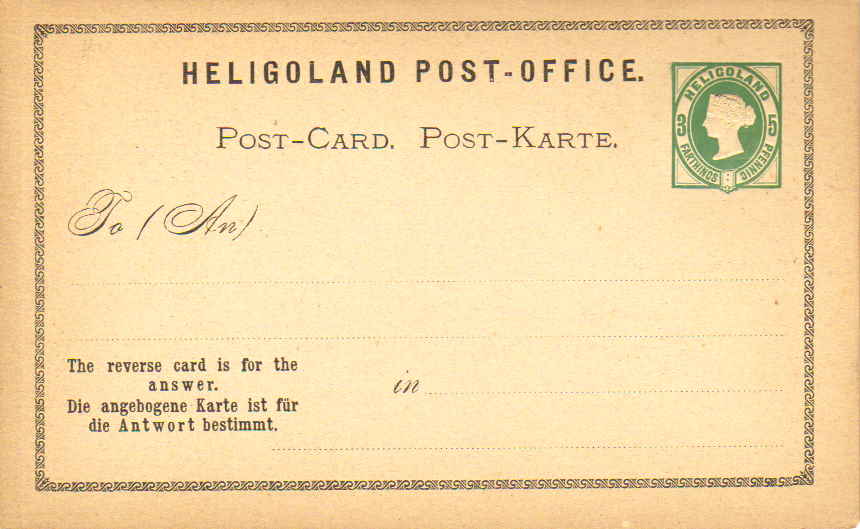 HELIGOLAND POST-OFFICE.
HELIGOLAND
3 5
FARTHINGS PFENNIG
POST-CARD. POST-KARTE.
To (An)
The reverse card is for the
answer.
Die angebogene Karte ist für
die Antwort bestimmt.
in